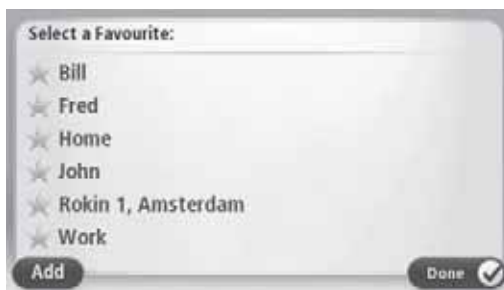 Select a Favourite:
Bill
Fred
Home
John
Rokin 1, Amsterdam
Work
Add
Done